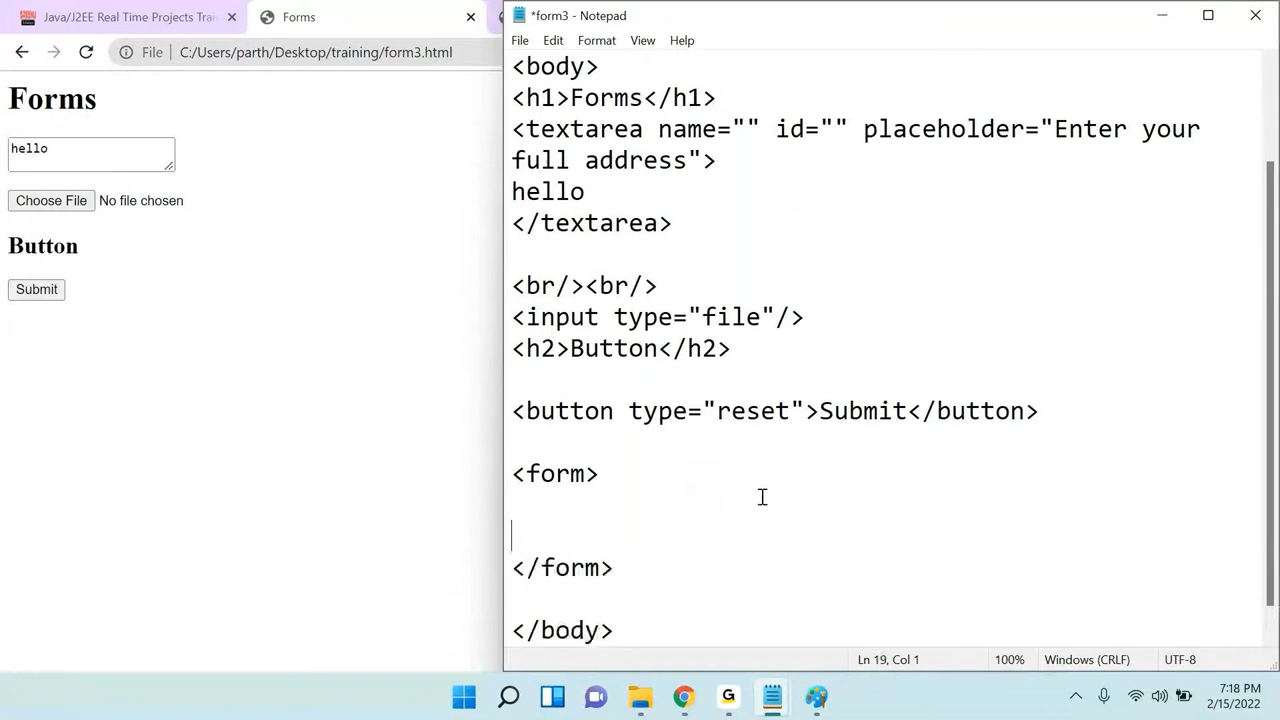 Java/J2EE Real Time Projects Trai
Forms
File
C:/Users/parth/Desktop/training/form3.html
Forms
hello
Choose File No file chosen
Button
Submit
*form3 - Notepad
File Edit Format View Help
<body>
<h1>Forms</h1>
<textarea name="" id="" placeholder="Enter your
full address">
hello
</textarea>
<br/><br/>
<input type="file"/>
<h2>Button</h2>
<button type="reset">Submit</button>
<form>
</form>
</body>
Ln 19, Col 1 100% Windows (CRLF) UTF-8
G
7:18 PM
2/15/2022